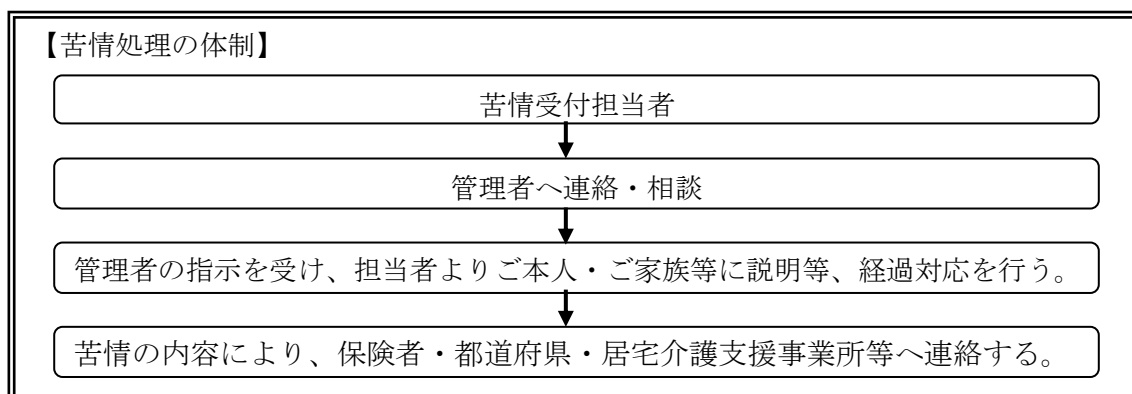 【苦情処理の体制】
苦情受付担当者
管理者へ連絡・相談
管理者の指示を受け、担当者よりご本人・ご家族等に説明等、経過対応を行う。
苦情の内容により、保険者・都道府県・居宅介護支援事業所等へ連絡する。